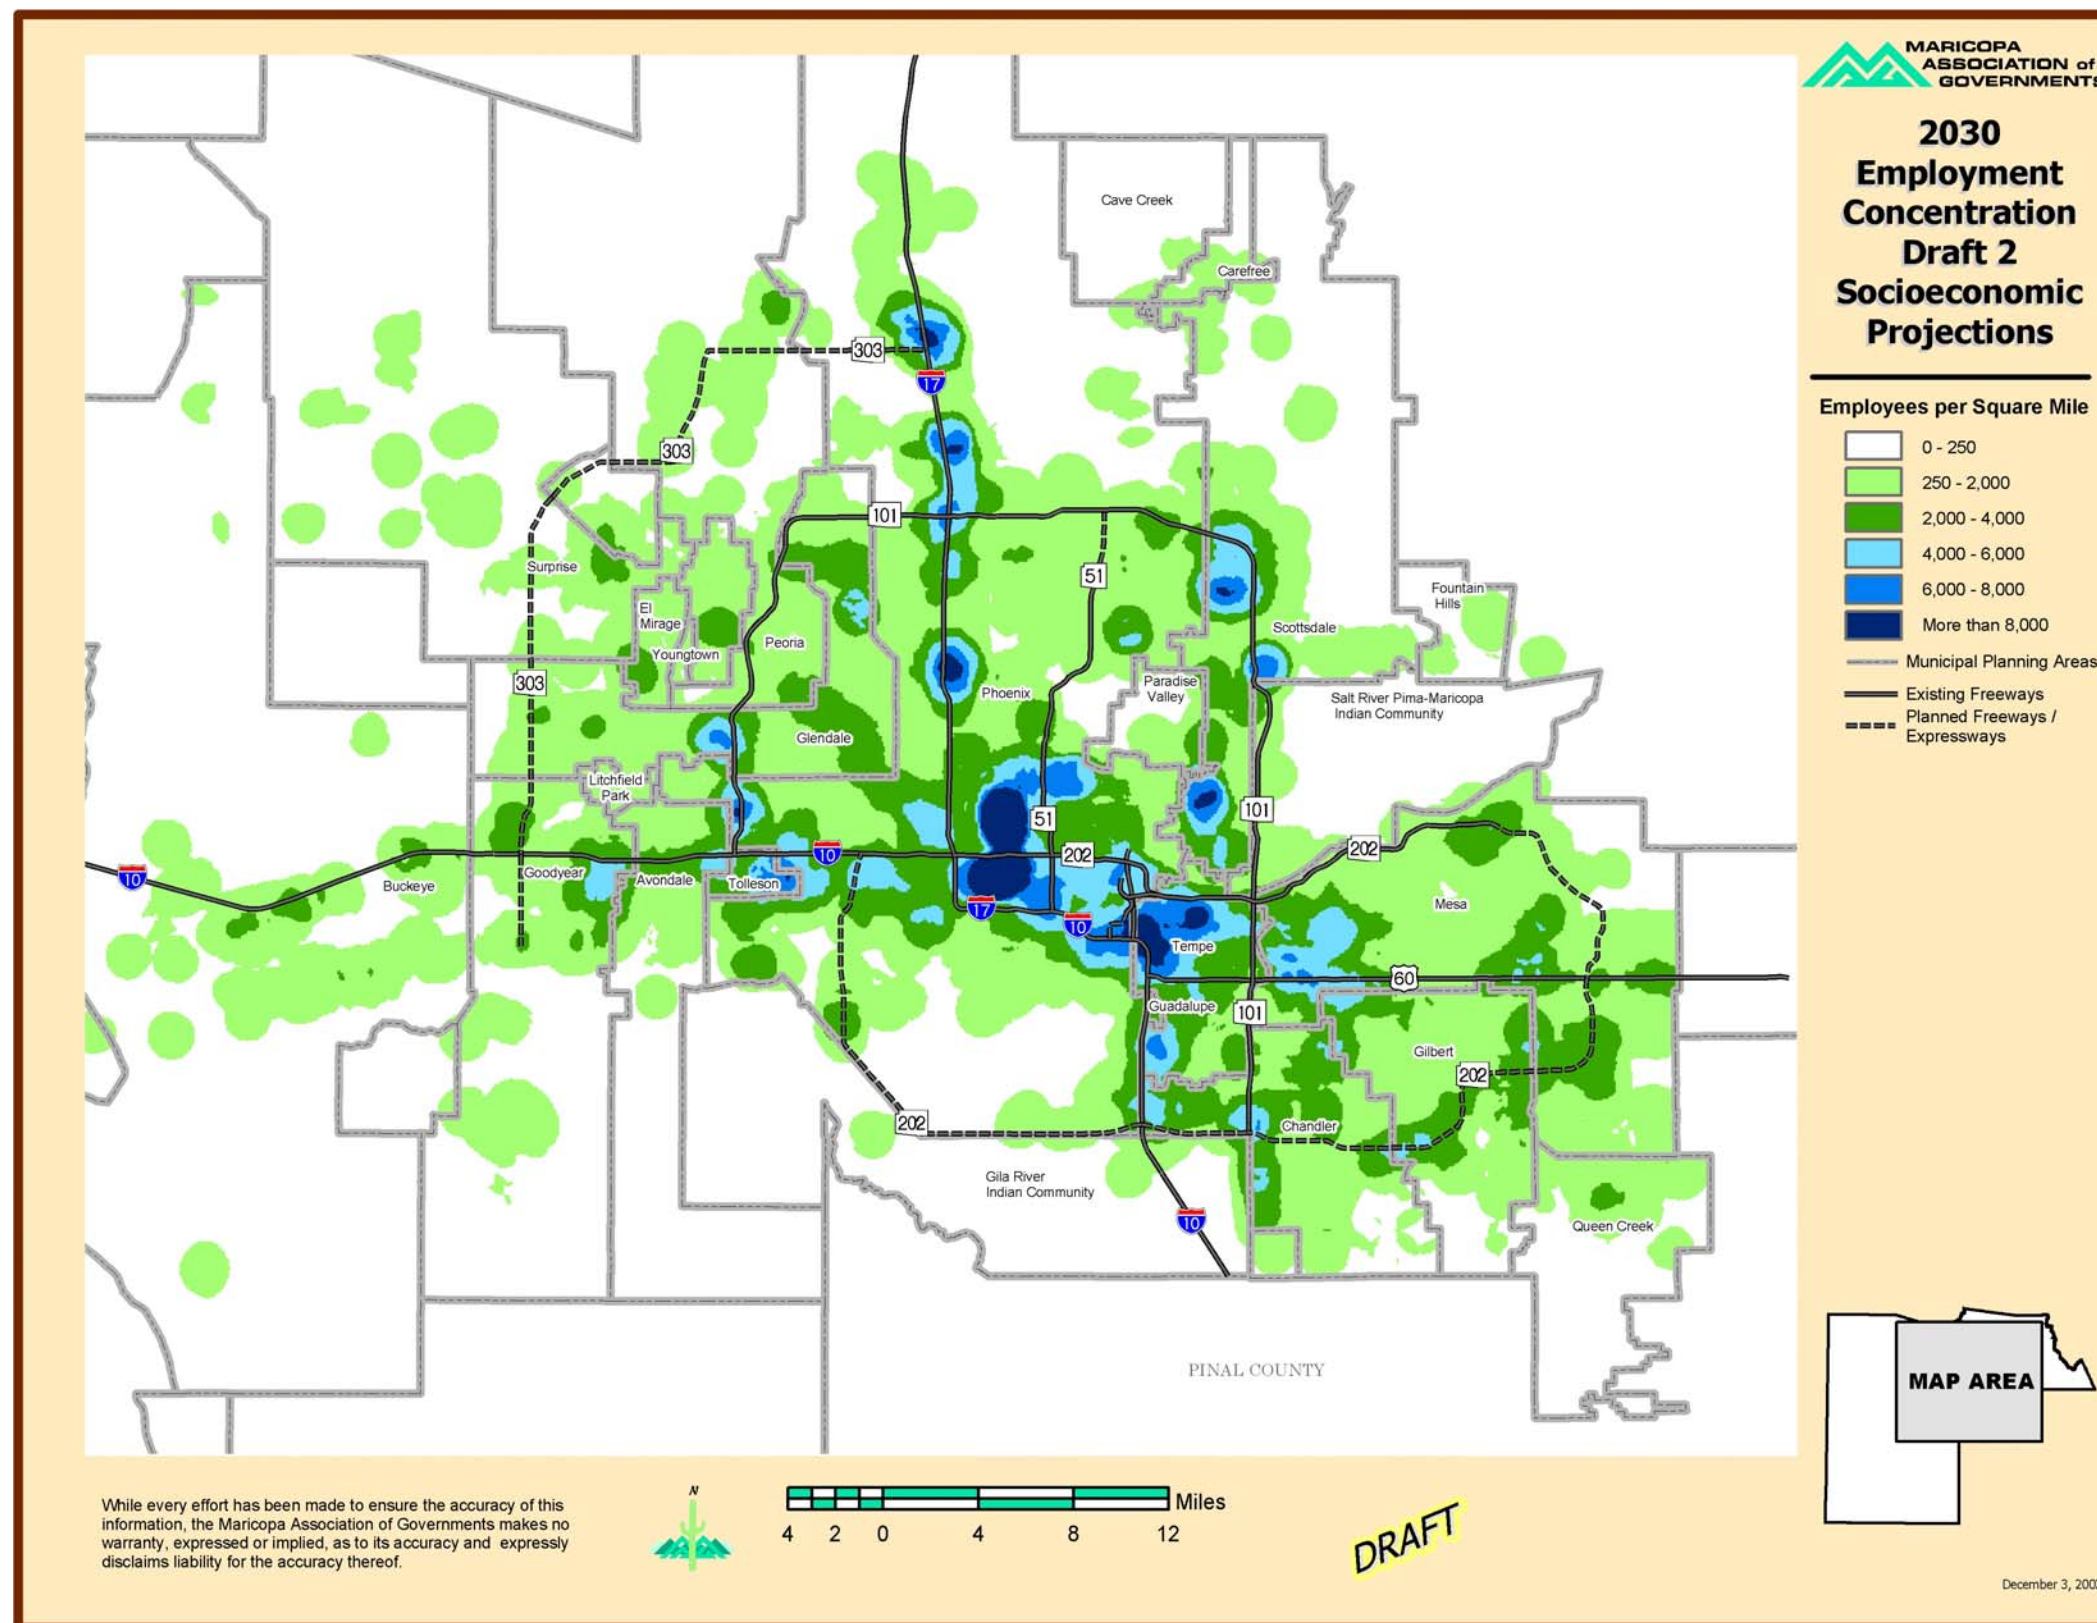 MARICOPA
ASSOCIATION of
GOVERNMENTS
2030
Employment
Concentration
Draft 2
Socioeconomic
Projections
Employees per Square Mile
0 - 250
250 - 2,000
2,000 - 4,000
4,000 - 6,000
6,000 - 8,000
More than 8,000
Municipal Planning Areas
Existing Freeways
Planned Freeways /
Expressways
Cave Creek
Carefree
303
17
303
101
51
Surprise
Fountain
Hills
El
Mirage
Scottsdale
Peoria
Youngtown
303
Phoenix
Paradise
Valley
Salt River Pima-Maricopa
Indian Community
Glendale
Litchfield
Park
51
101
10
202
202
10
Buckeye
Goodyear
Avondale
Tolleson
Mesa
17
10
Tempe
60
Guadalupe
101
Gilbert
202
202
Chandler
Gila River
Indian Community
10
Queen Creek
PINAL COUNTY
MAP AREA
While every effort has been made to ensure the accuracy of this
information, the Maricopa Association of Governments makes no
warranty, expressed or implied, as to its accuracy and expressly
disclaims liability for the accuracy thereof.
N
Miles
4 2 0 4 8 12
DRAFT
December 3, 200